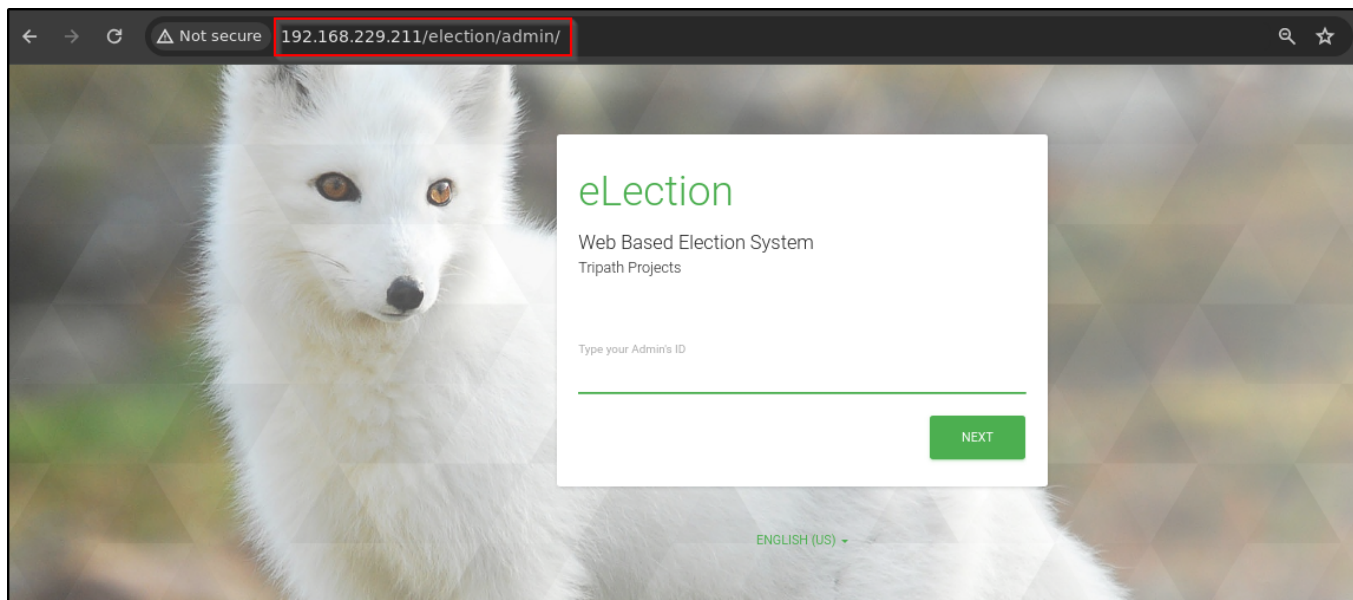 Not secure 192.168.229.211/election/admin/
eLection
Web Based Election System
Tripath Projects
Type your Admin's ID
NEXT
ENGLISH (US)